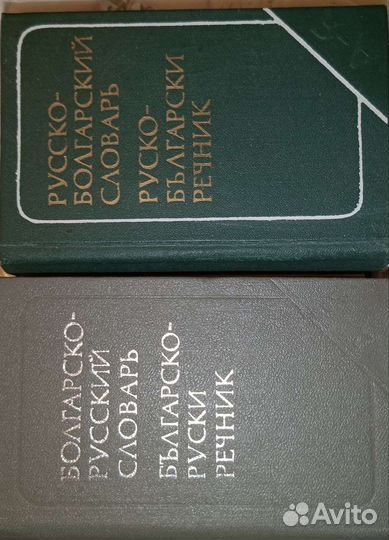 РУССКО-
БОЛГАРСКИЙ
СЛОВАРЬ
РУСКО-
БЪЛГАРСКИ
РЕЧНИК
БОЛГАРСКО-
РУССКИЙ
СЛОВАРЬ
БЪЛГАРСКО-
РУСКИ
РЕЧНИК
Avito